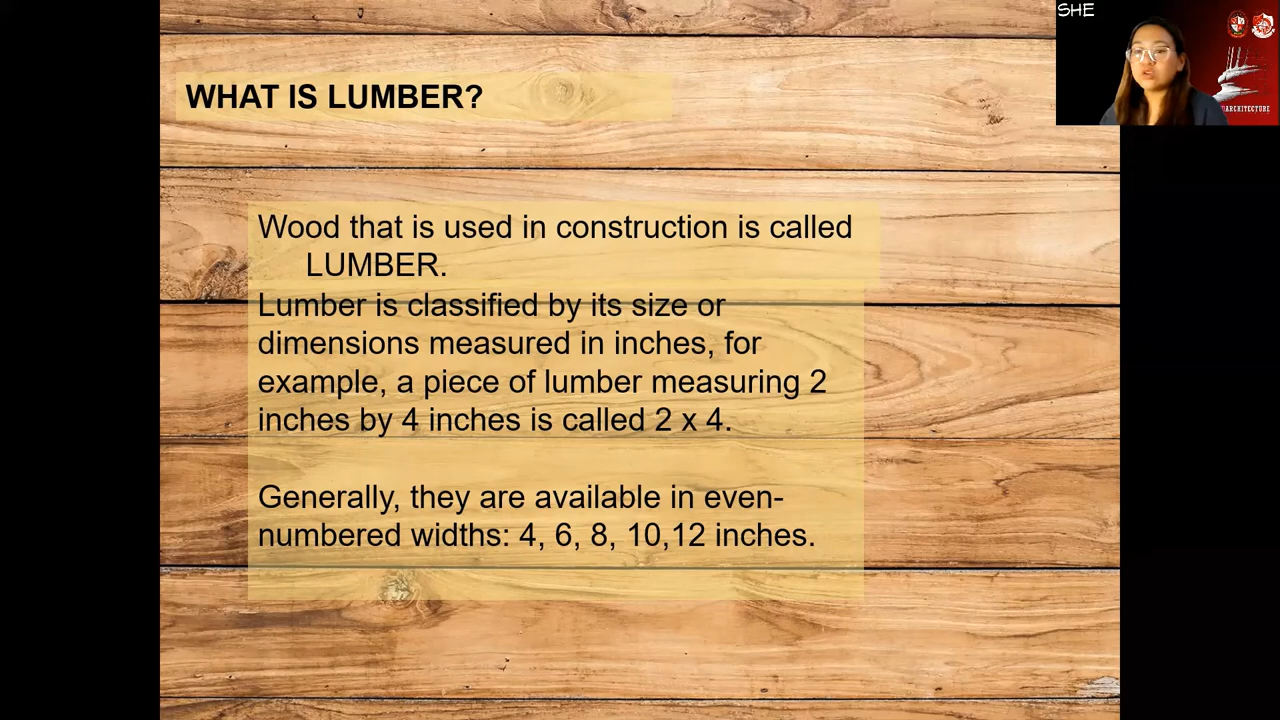 SHE
WHAT IS LUMBER?
Wood that is used in construction is called
LUMBER.
Lumber is classified by its size or
dimensions measured in inches, for
example, a piece of lumber measuring 2
inches by 4 inches is called 2 x 4.
Generally, they are available in even-
numbered widths: 4, 6, 8, 10,12 inches.